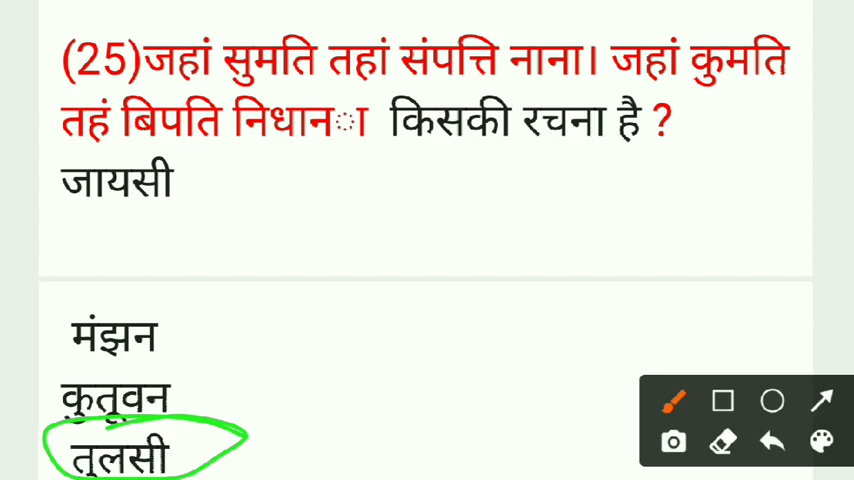 (25)जहां सुमति तहां संपत्ति नाना। जहां कुमति
तहं बिपति निधानाा किसकी रचना है ?
जायसी
मंझन
कुतूवन
तुलसी